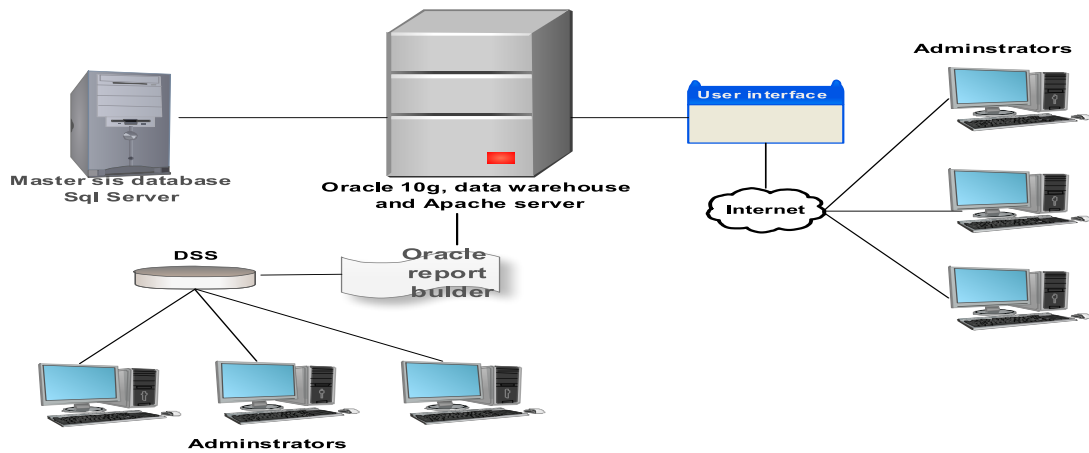 Adminstrators
User interface
Master sis database
Sql Server
Oracle 10g, data warehouse
and Apache server
Internet
DSS
Oracle
report
bulder
Adminstrators